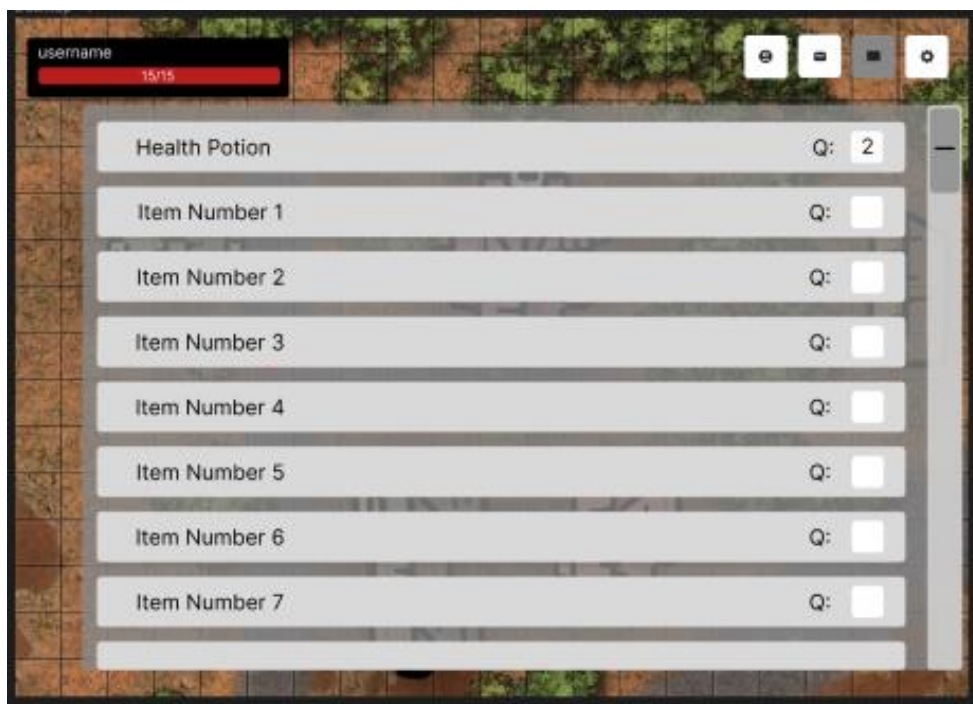 username
15/15
Health Potion Q: 2
Item Number 1 Q:
Item Number 2 Q:
Item Number 3 Q:
Item Number 4 Q:
Item Number 5 Q:
Item Number 6 Q:
Item Number 7 Q: